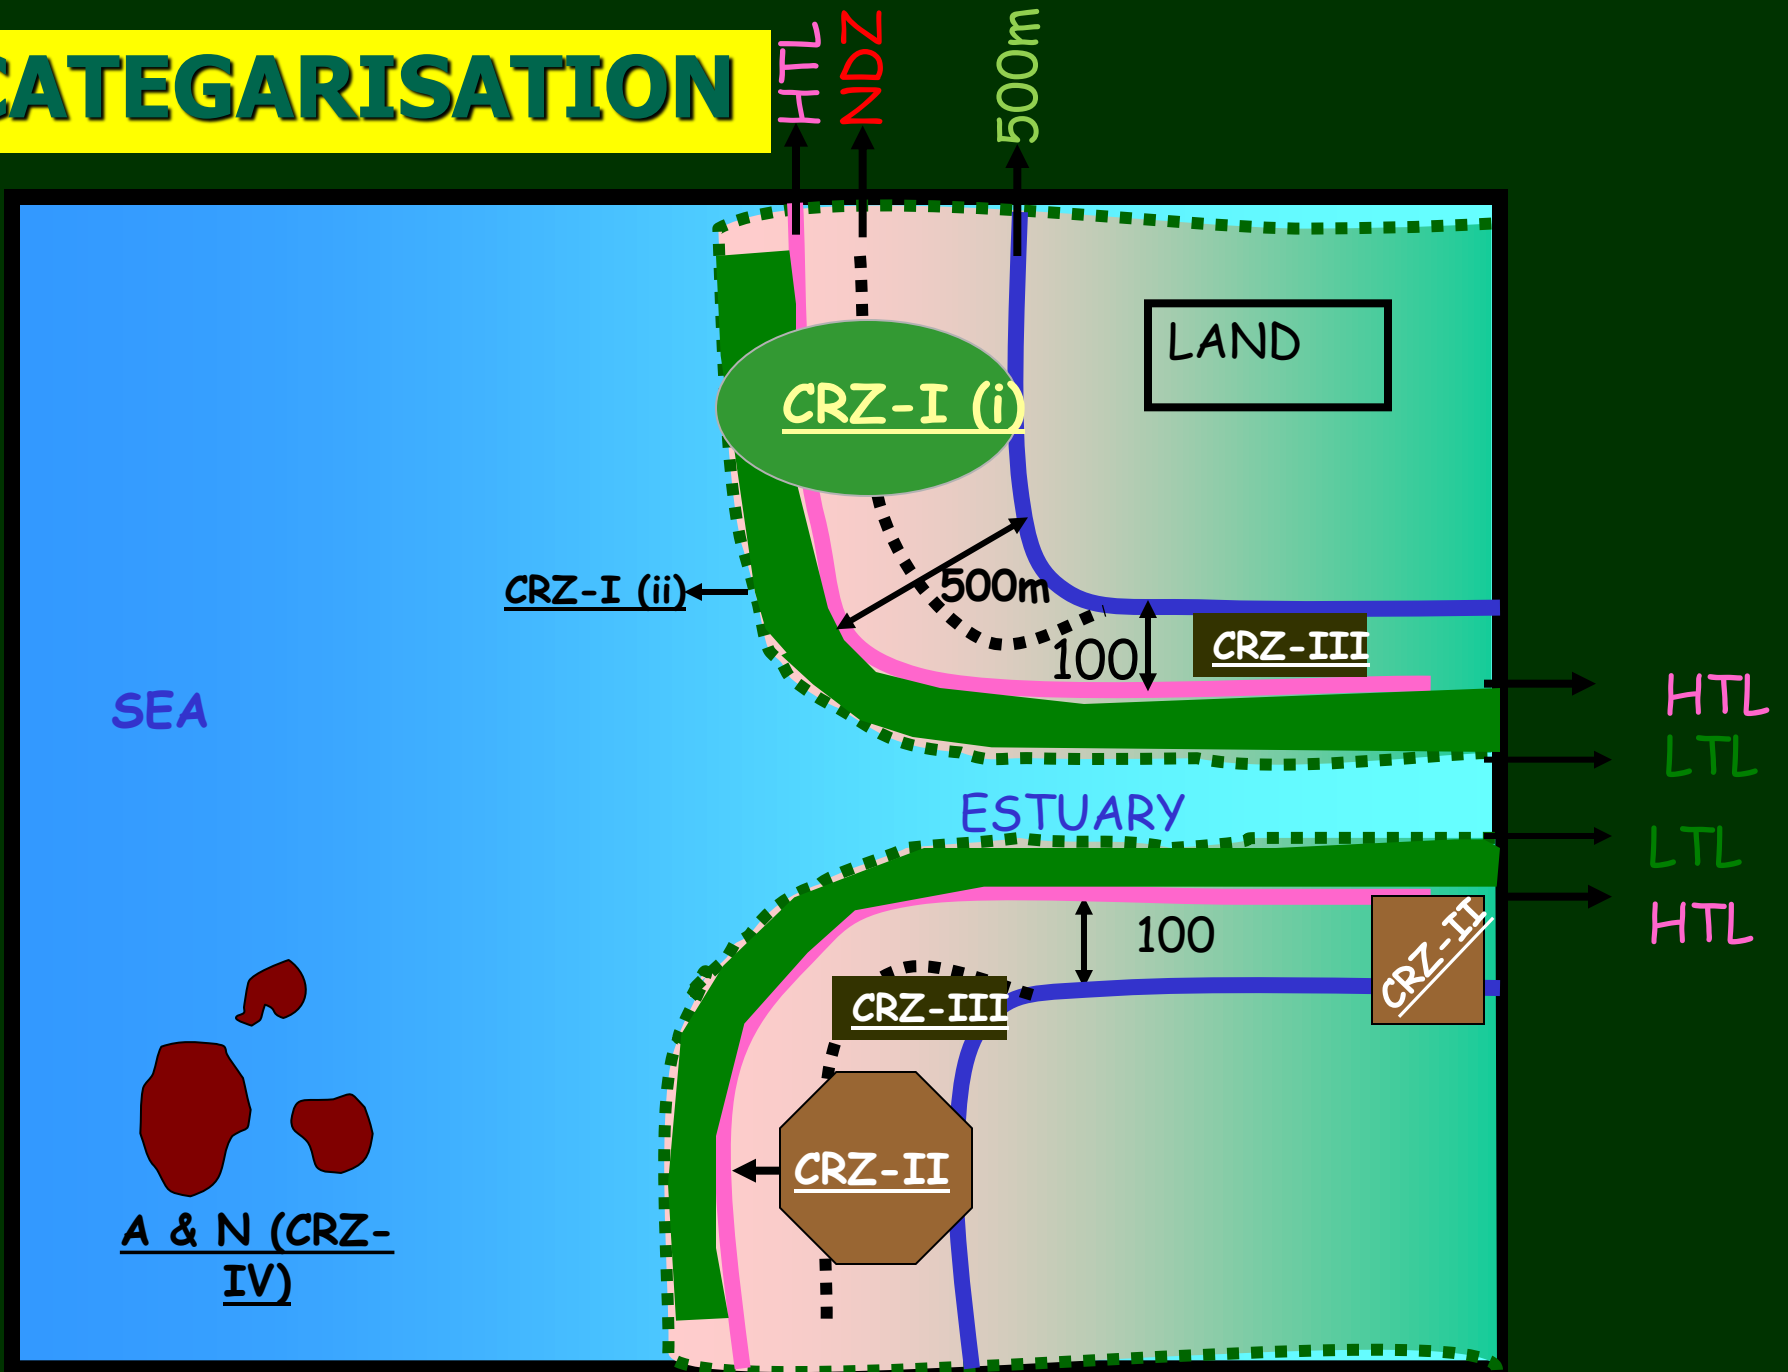 CATEGARISATION
HTL
NDZ
500m
LAND
CRZ-I (i)
CRZ-I (ii)
500m
100
CRZ-III
SEA
HTL
LTL
ESTUARY
LTL
HTL
100
CRZ-II
CRZ-III
CRZ-II
A & N (CRZ-
IV)